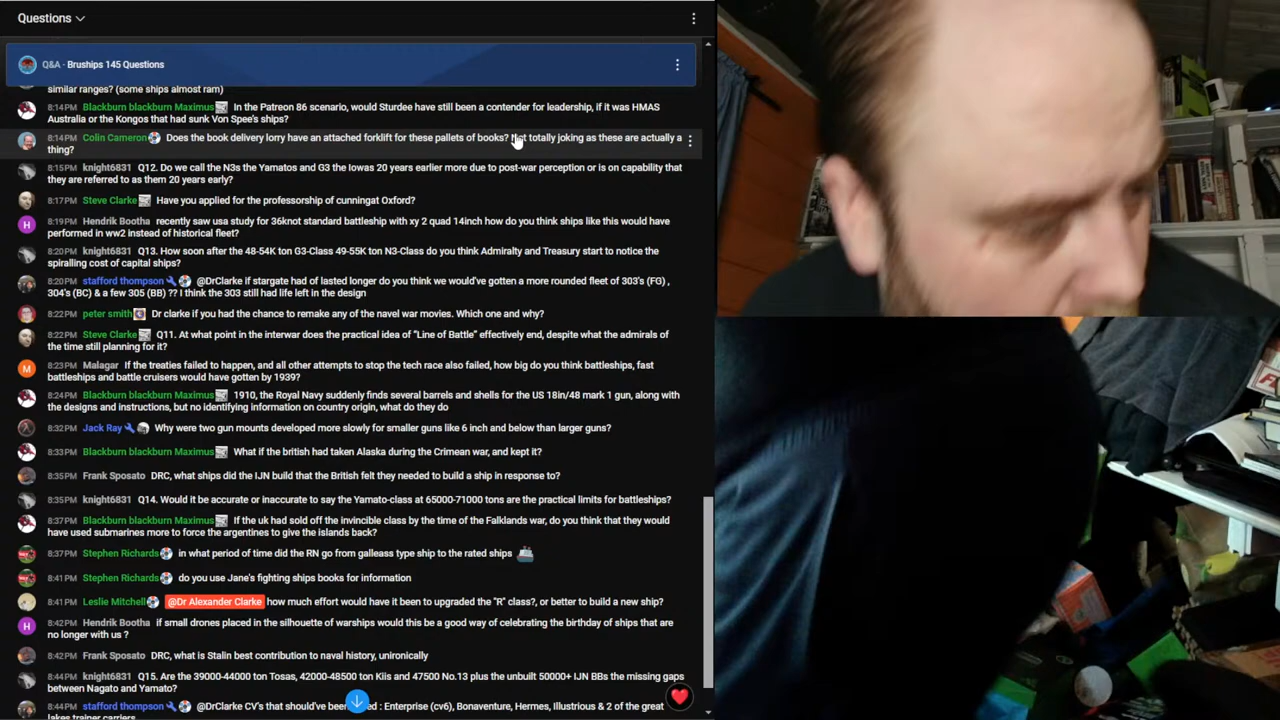 Questions
Q&A · Bruships 145 Questions
similar ranges? (some ships almost ram)
8:14PM Blackburn blackburn Maximus In the Patreon 86 scenario, would Sturdee have still been a contender for leadership, if it was HMAS
Australia or the Kongos that had sunk Von Spee's ships?
8:14PM Colin Cameron Does the book delivery lorry have an attached forklift for these pallets of books? Not totally joking as these are actually a
thing?
8:15PM knight6831 Q12. Do we call the N3s the Yamatos and G3 the Iowas 20 years earlier more due to post-war perception or is on capability that
they are referred to as them 20 years early?
8:17PM Steve Clarke Have you applied for the professorship of cunningat Oxford?
8:19PM Hendrik Bootha recently saw usa study for 36knot standard battleship with xy 2 quad 14inch how do you think ships like this would have
performed in ww2 instead of historical fleet?
8:20PM knight6831 Q13. How soon after the 48-54K ton G3-Class 49-55K ton N3-Class do you think Admiralty and Treasury start to notice the
spiralling cost of capital ships?
8:20PM stafford thompson @DrClarke if stargate had of lasted longer do you think we would've gotten a more rounded fleet of 303's (FG) ,
304's (BC) & a few 305 (BB) ?? I think the 303 still had life left in the design
8:22PM peter smith Dr clarke if you had the chance to remake any of the navel war movies. Which one and why?
8:22PM Steve Clarke Q11. At what point in the interwar does the practical idea of "Line of Battle" effectively end, despite what the admirals of
the time still planning for it?
8:23PM Malagar If the treaties failed to happen, and all other attempts to stop the tech race also failed, how big do you think battleships, fast
battleships and battle cruisers would have gotten by 1939?
8:24PM Blackburn blackburn Maximus 1910, the Royal Navy suddenly finds several barrels and shells for the US 18in/48 mark 1 gun, along with
the designs and instructions, but no identifying information on country origin, what do they do
8:32PM Jack Ray Why were two gun mounts developed more slowly for smaller guns like 6 inch and below than larger guns?
8:33PM Blackburn blackburn Maximus What if the british had taken Alaska during the Crimean war, and kept it?
8:35PM Frank Sposato DRC, what ships did the IJN build that the British felt they needed to build a ship in response to?
8:35PM knight6831 Q14. Would it be accurate or inaccurate to say the Yamato-class at 65000-71000 tons are the practical limits for battleships?
8:37PM Blackburn blackburn Maximus If the uk had sold off the invincible class by the time of the Falklands war, do you think that they would
have used submarines more to force the argentines to give the islands back?
8:37PM Stephen Richards in what period of time did the RN go from galleass type ship to the rated ships
8:41PM Stephen Richards do you use Jane's fighting ships books for information
8:41PM Leslie Mitchell @Dr Alexander Clarke how much effort would have it been to upgraded the "R" class?, or better to build a new ship?
8:42PM Hendrik Bootha if small drones placed in the silhouette of warships would this be a good way of celebrating the birthday of ships that are
no longer with us ?
8:42PM Frank Sposato DRC, what is Stalin best contribution to naval history, unironically
8:44PM knight6831 Q15. Are the 39000-44000 ton Tosas, 42000-48500 ton Kiis and 47500 No.13 plus the unbuilt 50000+ IJN BBs the missing gaps
between Nagato and Yamato?
8:44PM stafford thompson @DrClarke CV's that should've been : Enterprise (cv6), Bonaventure, Hermes, Illustrious & 2 of the great
lakes trainer carriers